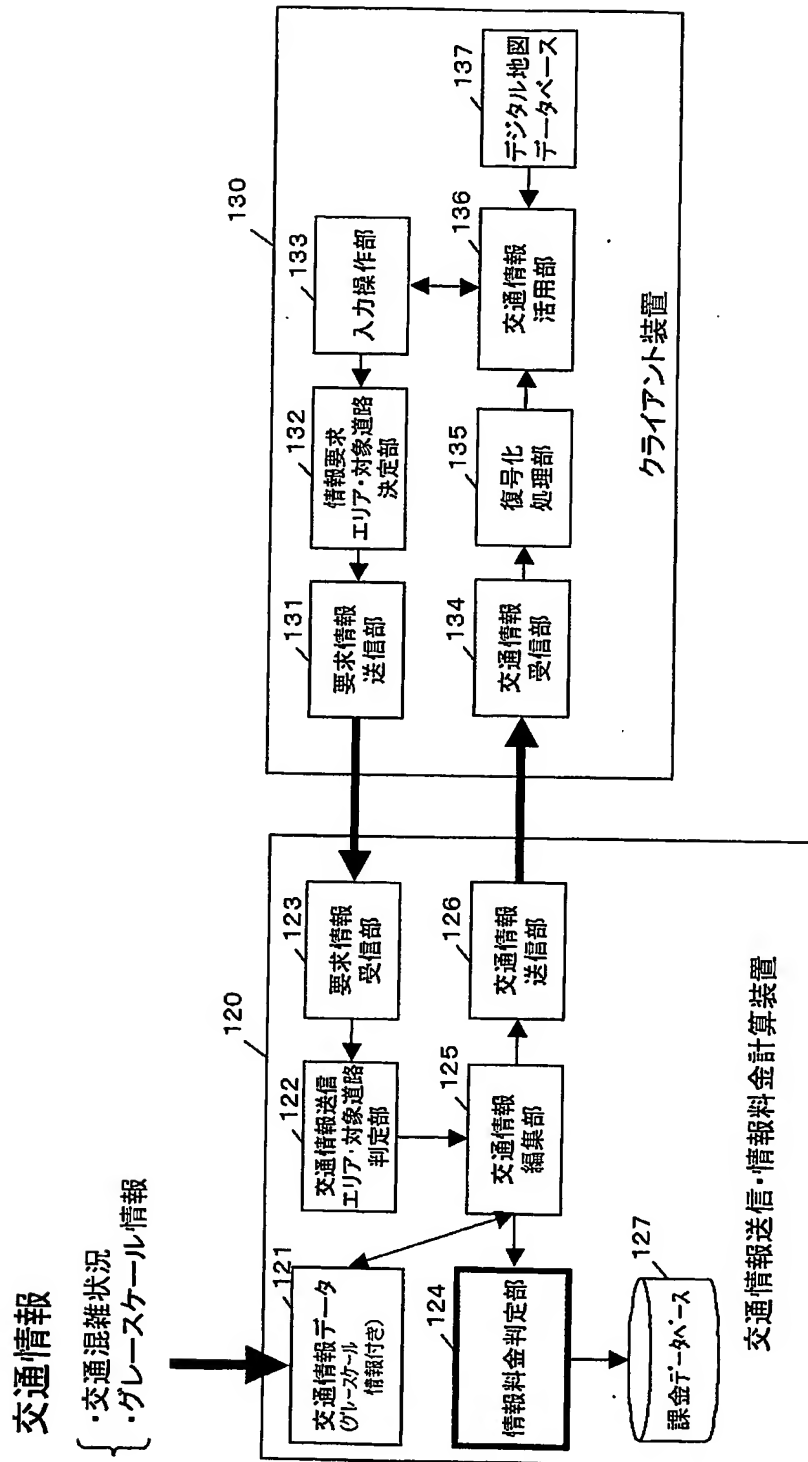 交通情報
・交通混雑状況
・グレースケール情報
120
121
交通情報データ
(グレースケール
情報付き)
122
交通情報送信
エリア・対象道路
判定部
123
要求情報
受信部
124
情報料金判定部
125
交通情報
編集部
126
交通情報
送信部
127
課金データベース
交通情報送信・情報料金計算装置
130
131
要求情報
送信部
132
情報要求
エリア・対象道路
決定部
133
入力操作部
134
交通情報
受信部
135
復号化
処理部
136
交通情報
活用部
137
デジタル地図
データベース
クライアント装置